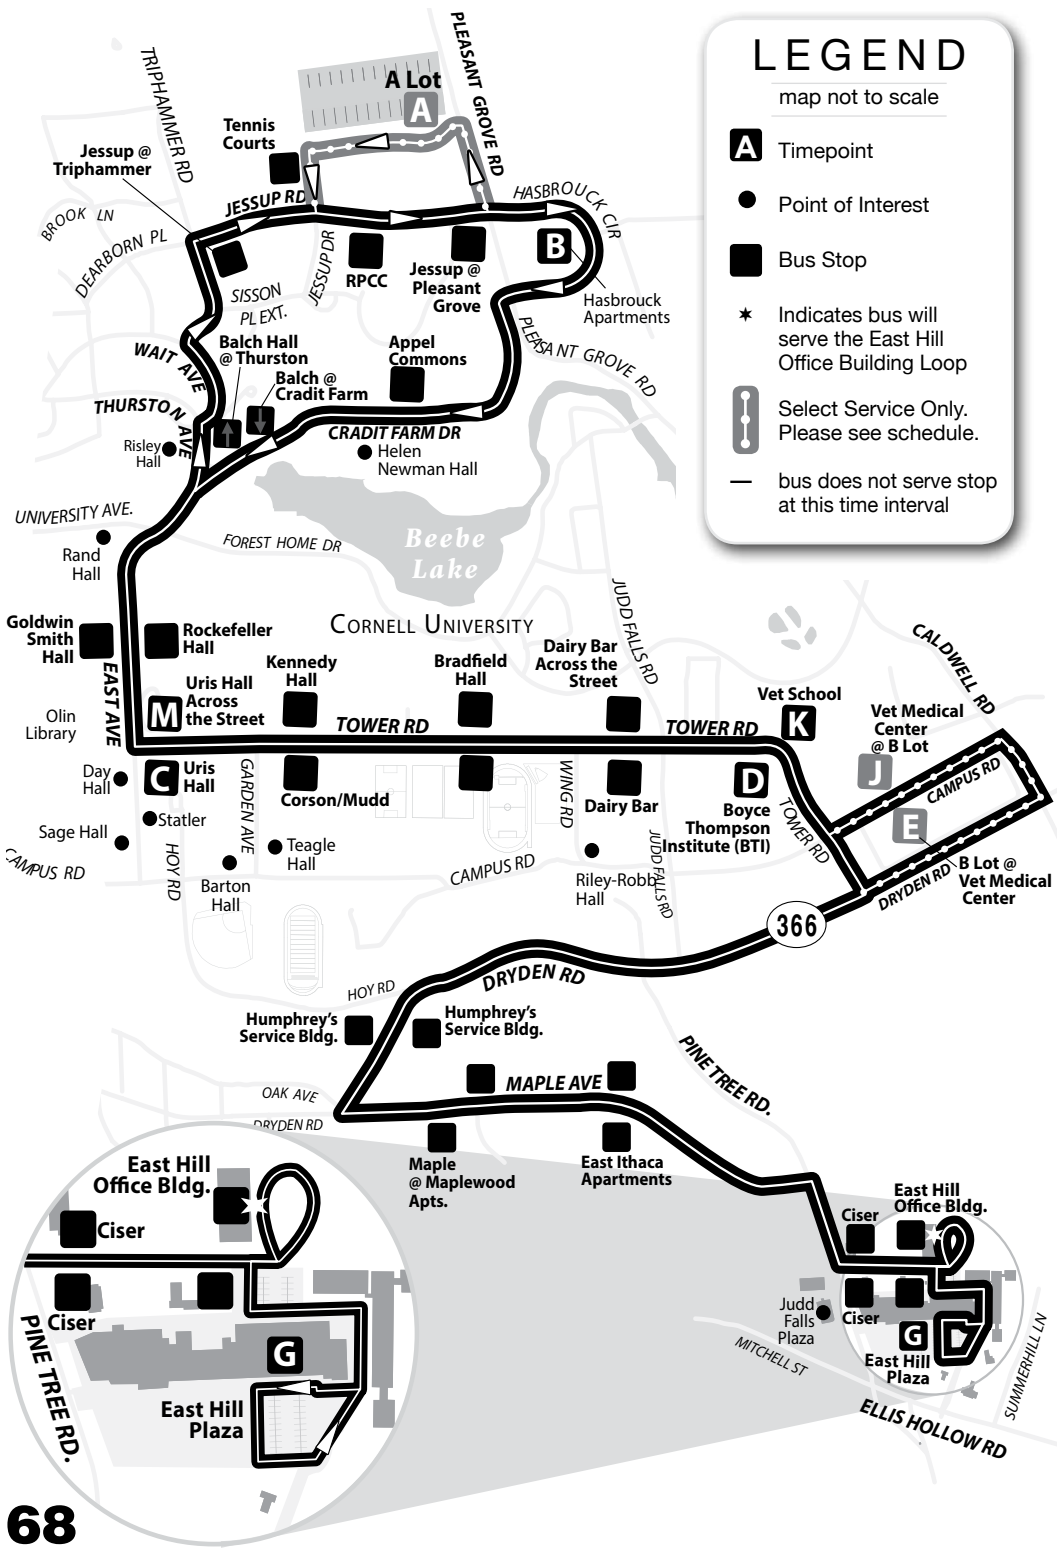 LEGEND
map not to scale
A
Timepoint
Point of Interest
Bus Stop
Indicates bus will
serve the East Hill
Office Building Loop
Select Service Only.
Please see schedule.
bus does not serve stop
at this time interval
PLEASANT GROVE RD
TRIPHAMMER RD
A Lot
A
Tennis
Courts
Jessup @
Triphammer
JESSUP RD
HASBROUCK CIR
BROOK LN
DEARBORN PL
JESSUP DR
RPCC
Jessup @
Pleasant
Grove
B
Hasbrouck
Apartments
SISSON
PL EXT.
WAIT AVE
Balch Hall
@ Thurston
Appel
Commons
PLEASANT GROVE RD
Balch @
Cradit Farm
THURSTON AVE
CRADIT FARM DR
Risley
Hall
Helen
Newman Hall
UNIVERSITY AVE.
FOREST HOME DR
Beebe
Lake
Rand
Hall
JUDD FALLS RD
CORNELL UNIVERSITY
Goldwin
Smith
Hall
Rockefeller
Hall
EAST AVE
Uris Hall
Across
the Street
M
Kennedy
Hall
Bradfield
Hall
Dairy Bar
Across the
Street
Vet School
K
CALDWELL RD
Olin
Library
TOWER RD
TOWER RD
Vet Medical
Center
@ B Lot
J
Day
Hall
C
Uris
Hall
GARDEN AVE
Corson/Mudd
WING RD
Dairy Bar
D
Boyce
Thompson
Institute (BTI)
TOWER RD
CAMPUS RD
E
Statler
Sage Hall
CAMPUS RD
HOY RD
Teagle
Hall
Barton
Hall
CAMPUS RD
Riley-Robb
Hall
JUDD FALLS RD
B Lot @
Vet Medical
Center
DRYDEN RD
366
DRYDEN RD
HOY RD
Humphrey's
Service Bldg.
Humphrey's
Service Bldg.
PINE TREE RD.
OAK AVE
MAPLE AVE
DRYDEN RD
Maple
@ Maplewood
Apts.
East Ithaca
Apartments
East Hill
Office Bldg.
Ciser
Ciser
PINE TREE RD.
G
East Hill
Plaza
East Hill
Office Bldg.
Ciser
Ciser
Judd
Falls
Plaza
G
East Hill
Plaza
MITCHELL ST
SUMMERHILL LN
ELLIS HOLLOW RD
68